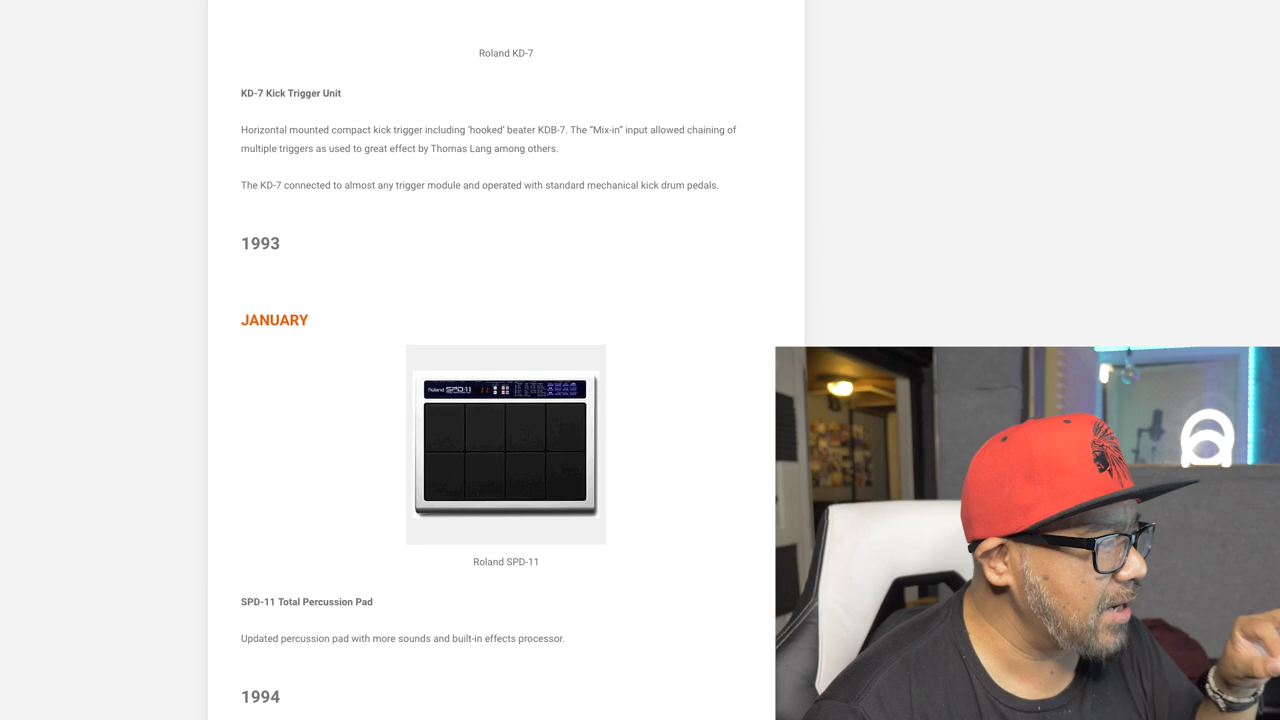 Roland KD-7
KD-7 Kick Trigger Unit
Horizontal mounted compact kick trigger including ‘hooked’ beater KDB-7. The “Mix-in” input allowed chaining of
multiple triggers as used to great effect by Thomas Lang among others.
The KD-7 connected to almost any trigger module and operated with standard mechanical kick drum pedals.
1993
JANUARY
Roland SPD-11
Roland SPD-11
SPD-11 Total Percussion Pad
Updated percussion pad with more sounds and built-in effects processor.
1994